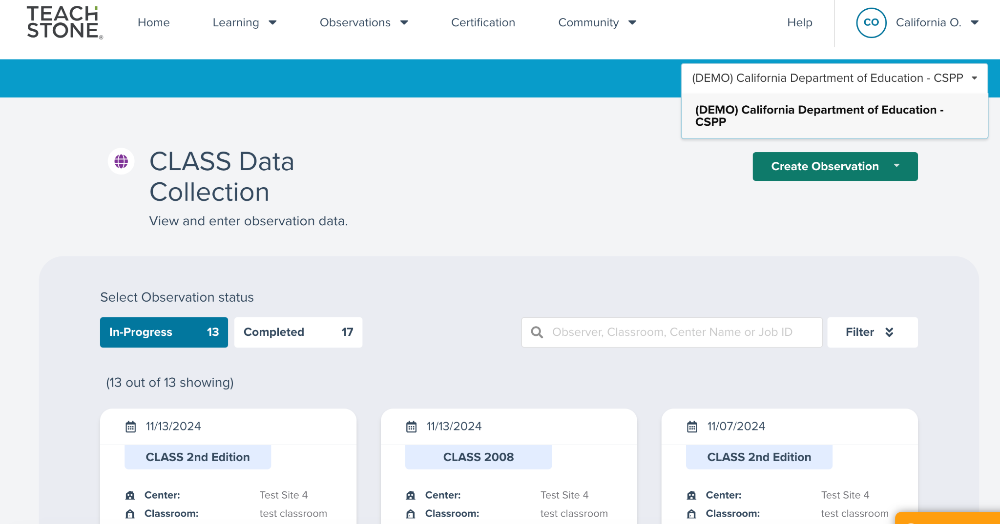 TEACH
STONE®
Home
Learning
Observations
Certification
Community
Help
CO
California O.
(DEMO) California Department of Education - CSPP
(DEMO) California Department of Education -
CSPP
CLASS Data
Collection
View and enter observation data.
Create Observation
Select Observation status
In-Progress 13
Completed 17
Observer, Classroom, Center Name or Job ID
Filter
(13 out of 13 showing)
11/13/2024
CLASS 2nd Edition
Center: Test Site 4
Classroom: test classroom
11/13/2024
CLASS 2008
Center: Test Site 4
Classroom: test classroom
11/07/2024
CLASS 2nd Edition
Center: Test Site 4
Classroom: test classroom